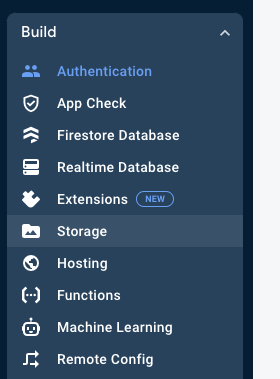 Build
Authentication
App Check
Firestore Database
Realtime Database
Extensions NEW
Storage
Hosting
Functions
Machine Learning
Remote Config